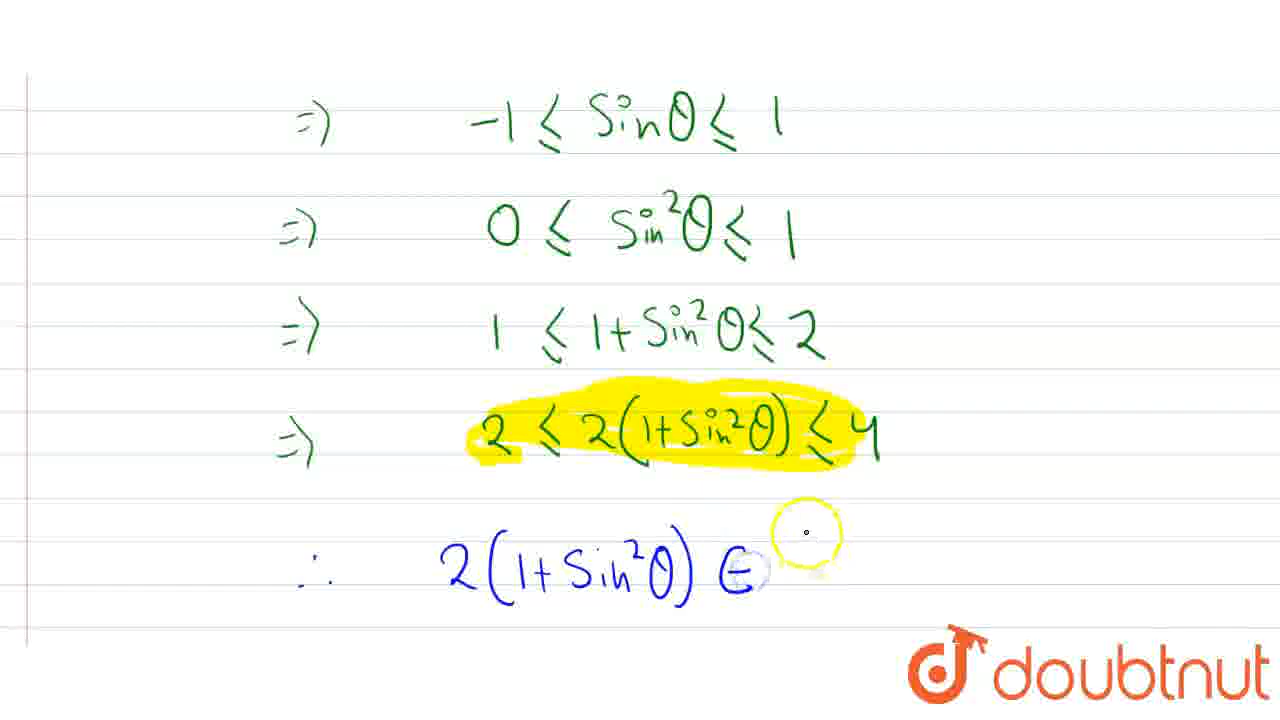 ⇒ -1 ≤ Sinθ ≤ 1
⇒ 0 ≤ Sin²θ ≤ 1
⇒ 1 ≤ 1+Sin²θ ≤ 2
⇒ 2 ≤ 2(1+Sin²θ) ≤ 4
∴ 2(1+Sin²θ) ∈
doubtnut